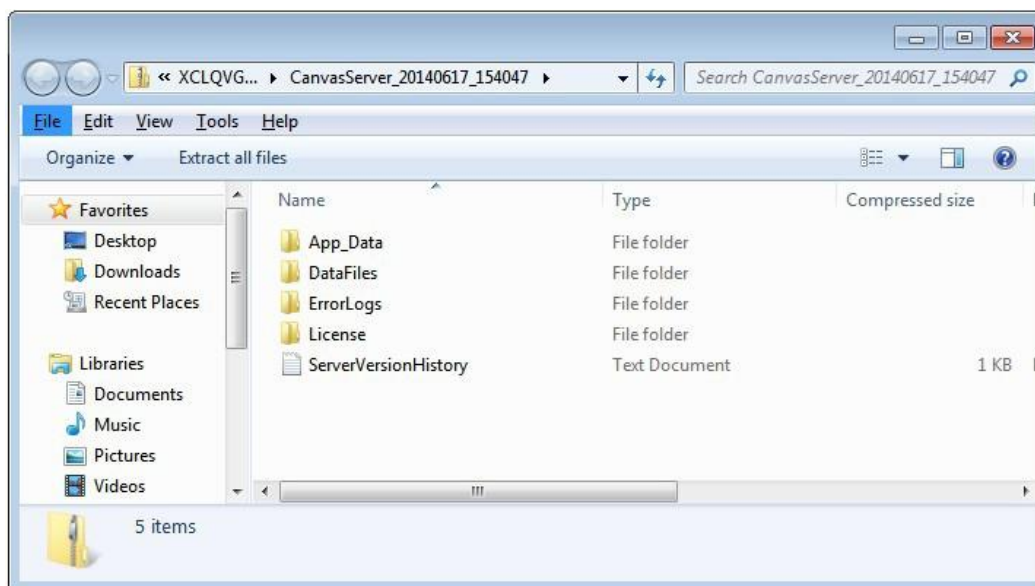 « XCLQVG... ▸ CanvasServer_20140617_154047 ▸ Search CanvasServer_20140617_154047
File Edit View Tools Help
Organize Extract all files
Name Type Compressed size
Favorites
Desktop
Downloads
Recent Places
Libraries
Documents
Music
Pictures
Videos
App_Data File folder
DataFiles File folder
ErrorLogs File folder
License File folder
ServerVersionHistory Text Document 1 KB
5 items